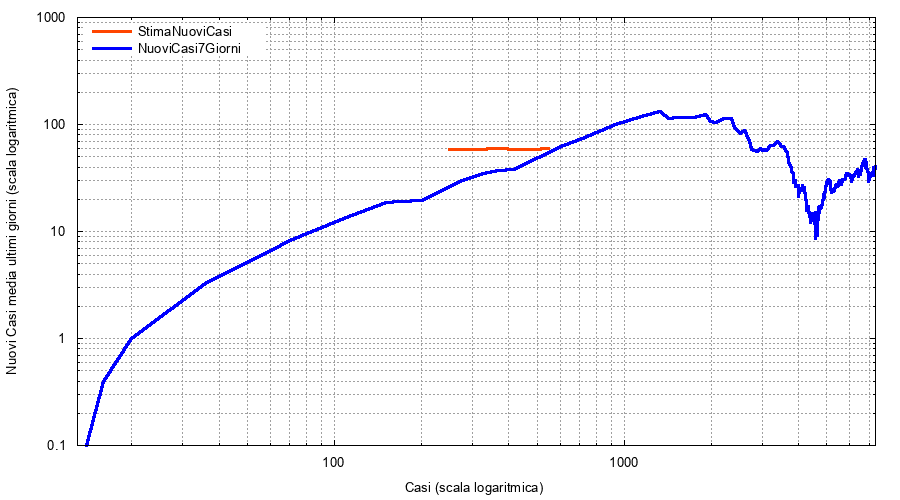 1000
StimaNuoviCasi
NuoviCasi7Giorni
100
10
1
0.1
Nuovi Casi media ultimi giorni (scala logaritmica)
100
1000
Casi (scala logaritmica)